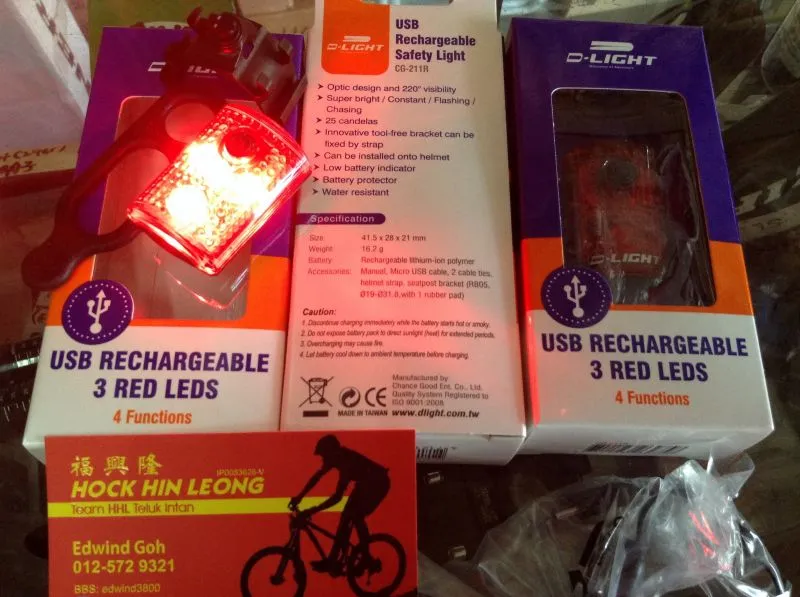 D-LIGHT
USB RECHARGEABLE
3 RED LEDS
4 Functions
D-LIGHT
USB
Rechargeable
Safety Light
CG-211R
Optic design and 220° visibility
Super bright / Constant / Flashing /
Chasing
25 candelas
Innovative tool-free bracket can be
fixed by strap
Can be installed onto helmet
Low battery indicator
Battery protector
Water resistant
Specification
Size: 41.5 x 28 x 21 mm
Weight: 16.2 g
Battery: Rechargeable lithium-ion polymer
Accessories: Manual, Micro USB cable, 2 cable ties,
helmet strap, seatpost bracket (RB05,
Ø19-Ø31.8,with 1 rubber pad)
Caution:
1. Discontinue charging immediately while the battery starts hot or smoky.
2. Do not expose battery pack to direct sunlight (heat) for extended periods.
3. Overcharging may cause fire.
4. Let battery cool down to ambient temperature before charging.
MADE IN TAIWAN
CE
Manufactured by:
Chance Good Ent. Co., Ltd.
Quality System Registered to
ISO 9001:2008
www.dlight.com.tw
D-LIGHT
D-LIGHT
USB RECHARGEABLE
3 RED LEDS
4 Functions
福興隆
IP0053626-V
HOCK HIN LEONG
Team HHL Teluk Intan
Edwind Goh
012-572 9321
BBS: edwind3800